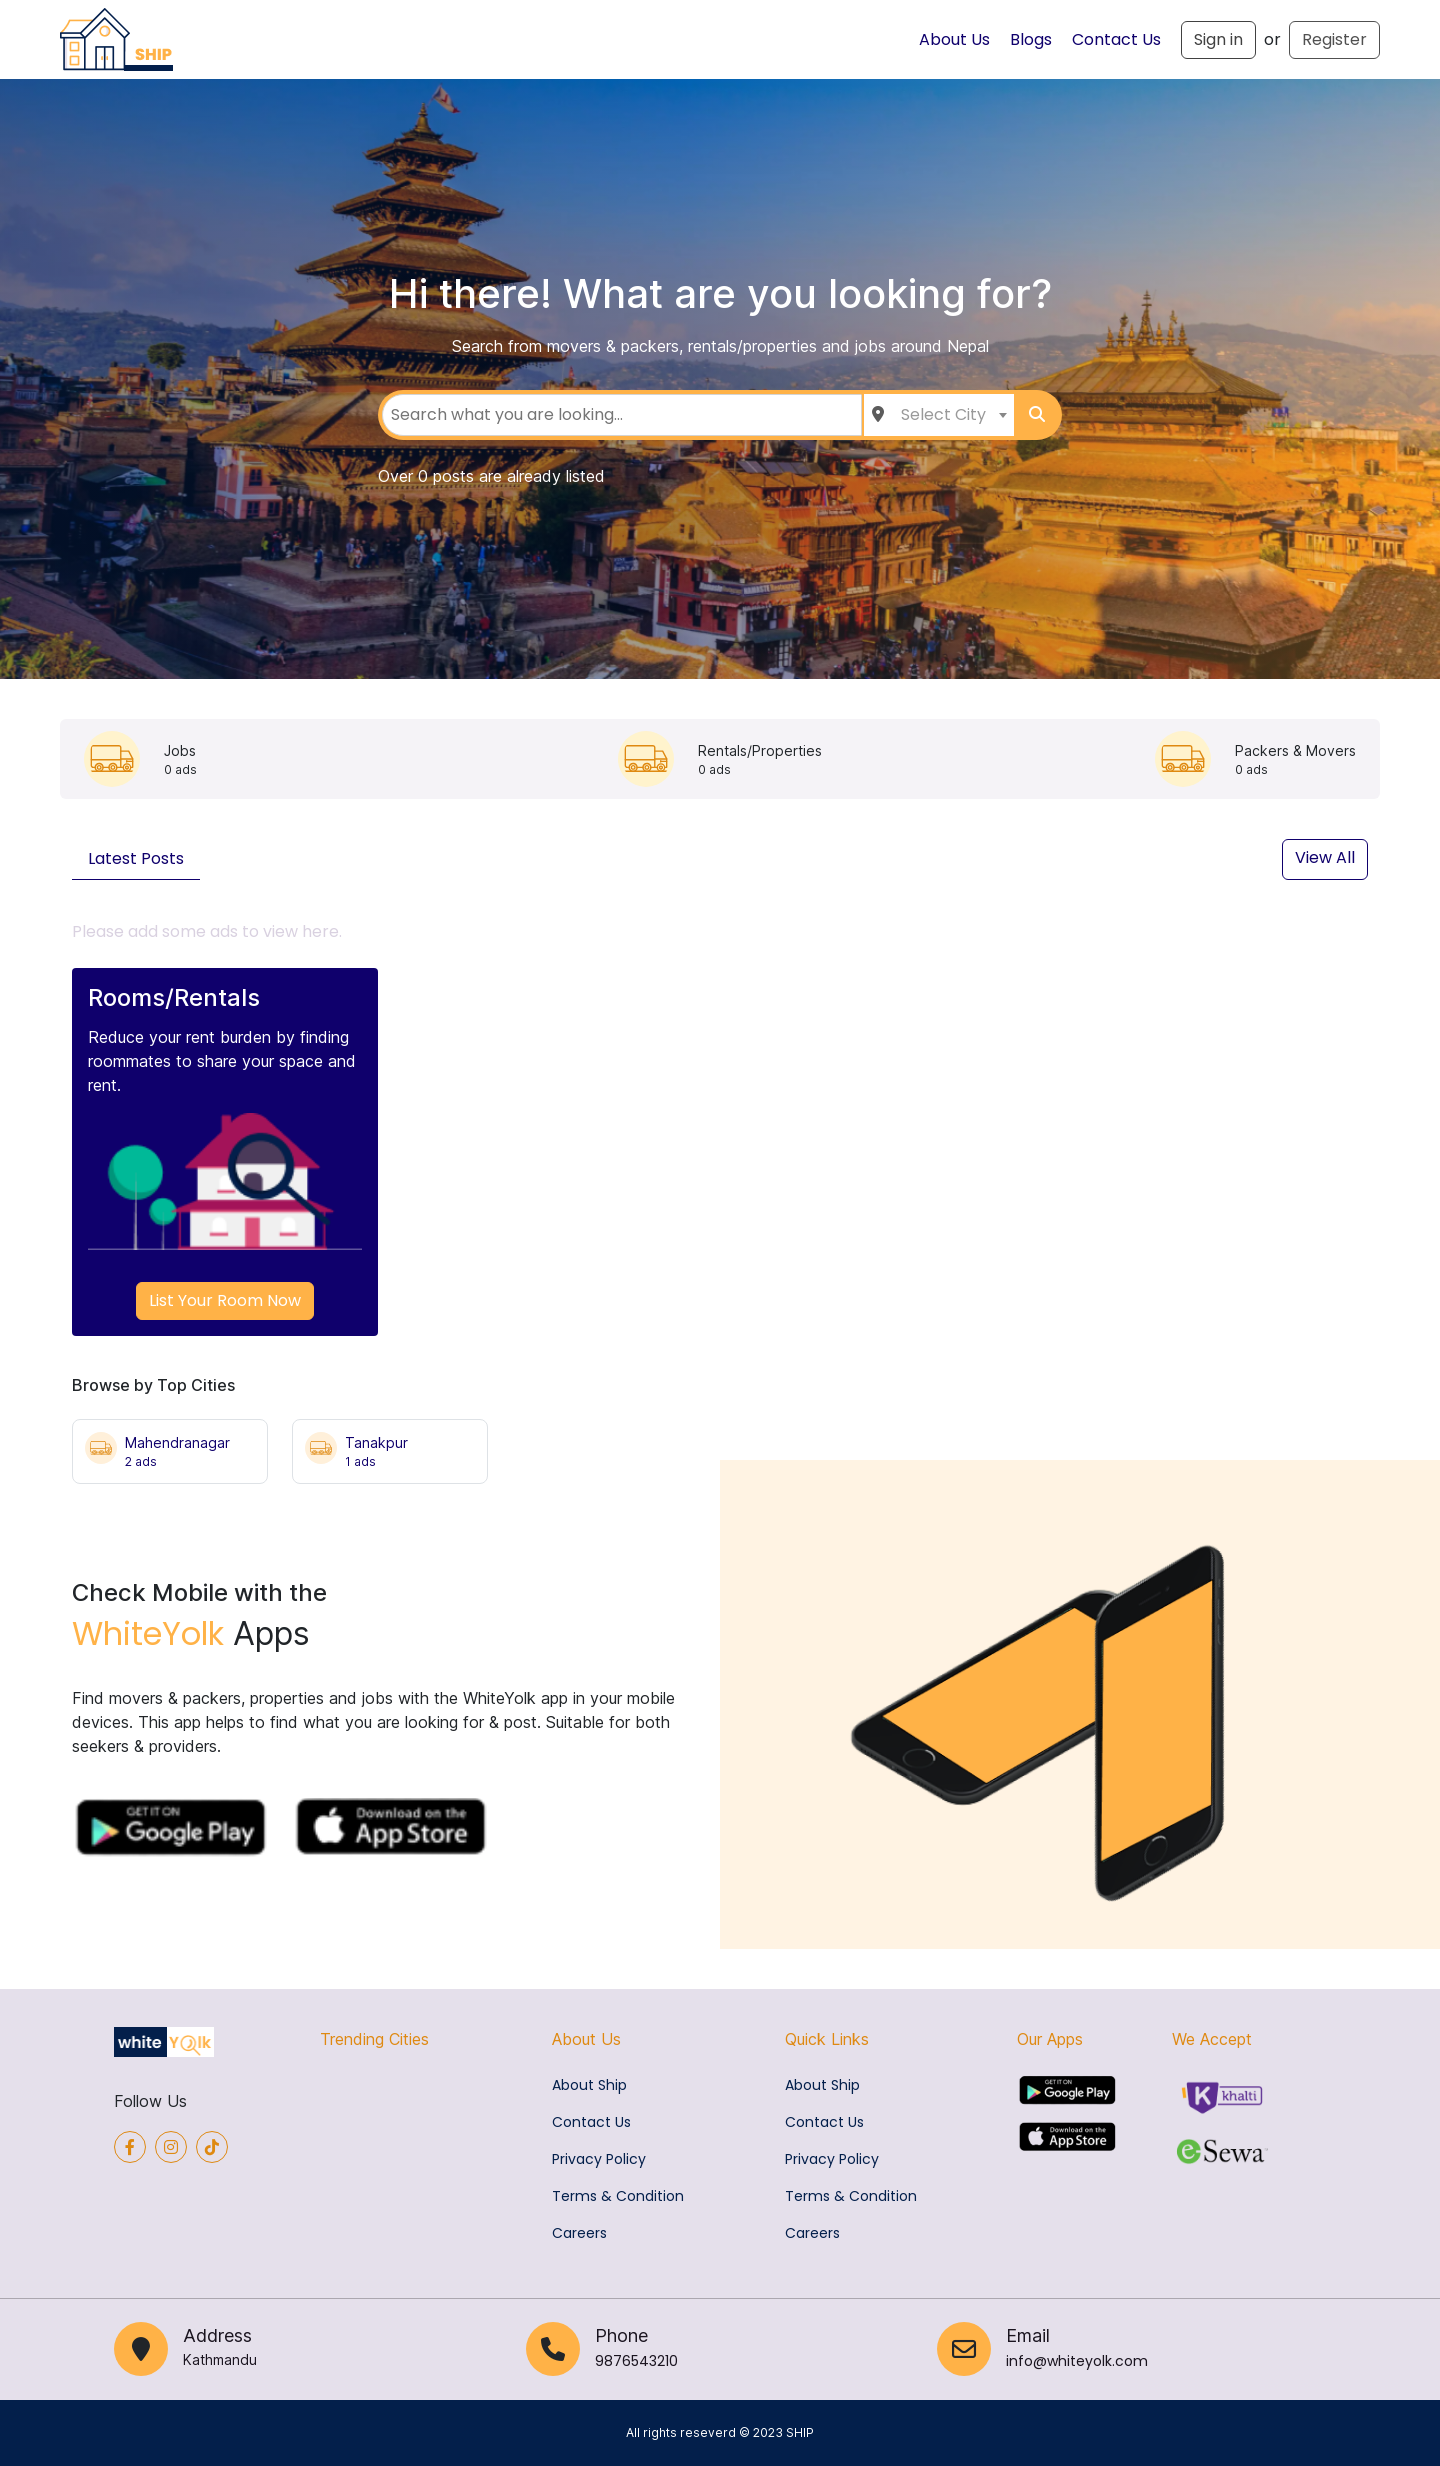 SHIP
About Us Blogs Contact Us Sign in or Register
Hi there! What are you looking for?
Search from movers & packers, rentals/properties and jobs around Nepal
Search what you are looking... Select City
Over 0 posts are already listed
Jobs
0 ads
Rentals/Properties
0 ads
Packers & Movers
0 ads
Latest Posts
View All
Please add some ads to view here.
Rooms/Rentals
Reduce your rent burden by finding
roommates to share your space and
rent.
List Your Room Now
Browse by Top Cities
Mahendranagar
2 ads
Tanakpur
1 ads
Check Mobile with the
WhiteYolk Apps
Find movers & packers, properties and jobs with the WhiteYolk app in your mobile
devices. This app helps to find what you are looking for & post. Suitable for both
seekers & providers.
GET IT ON
Google Play
Download on the
App Store
white Yolk
Follow Us
Trending Cities
About Us
About Ship
Contact Us
Privacy Policy
Terms & Condition
Careers
Quick Links
About Ship
Contact Us
Privacy Policy
Terms & Condition
Careers
Our Apps
GET IT ON
Google Play
Download on the
App Store
We Accept
K khalti
eSewa
Address
Kathmandu
Phone
9876543210
Email
info@whiteyolk.com
All rights reseverd © 2023 SHIP